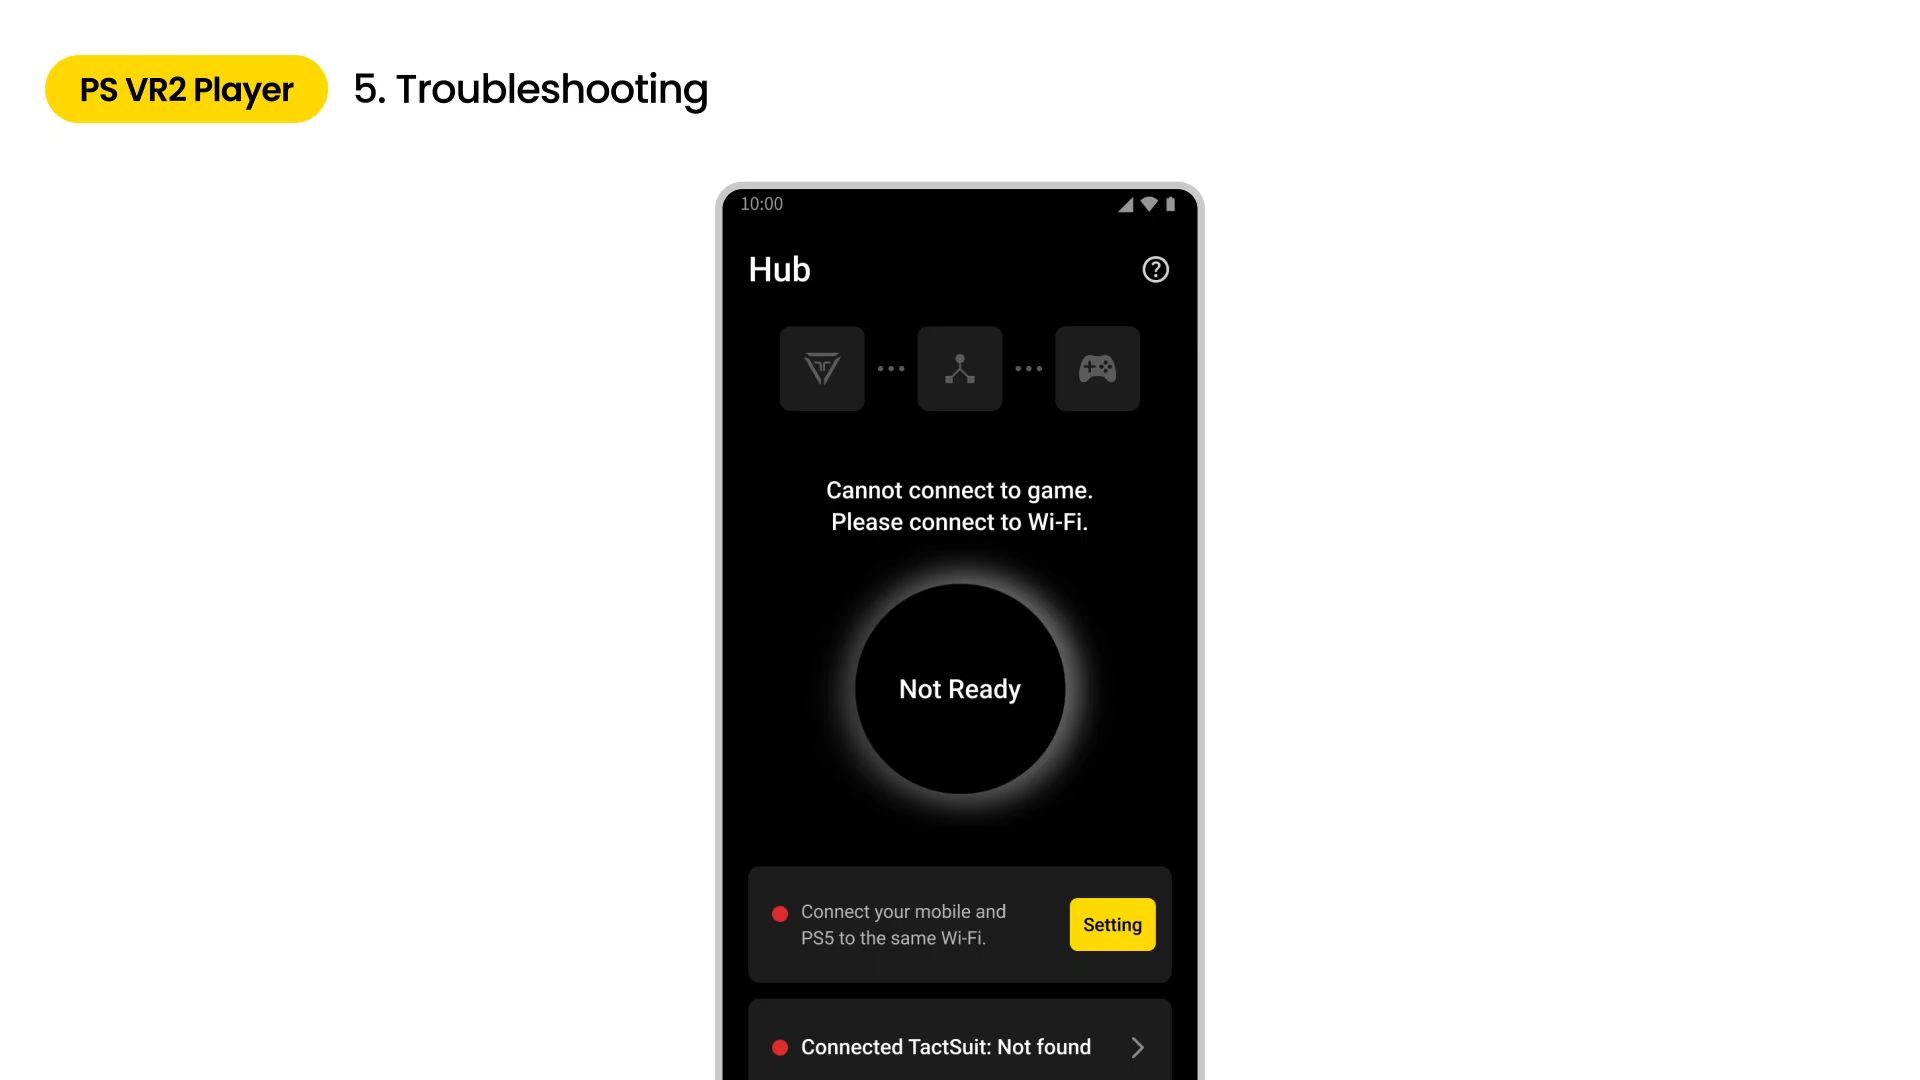 PS VR2 Player
5. Troubleshooting
10:00
Hub
Cannot connect to game.
Please connect to Wi-Fi.
Not Ready
Connect your mobile and
PS5 to the same Wi-Fi.
Setting
Connected TactSuit: Not found